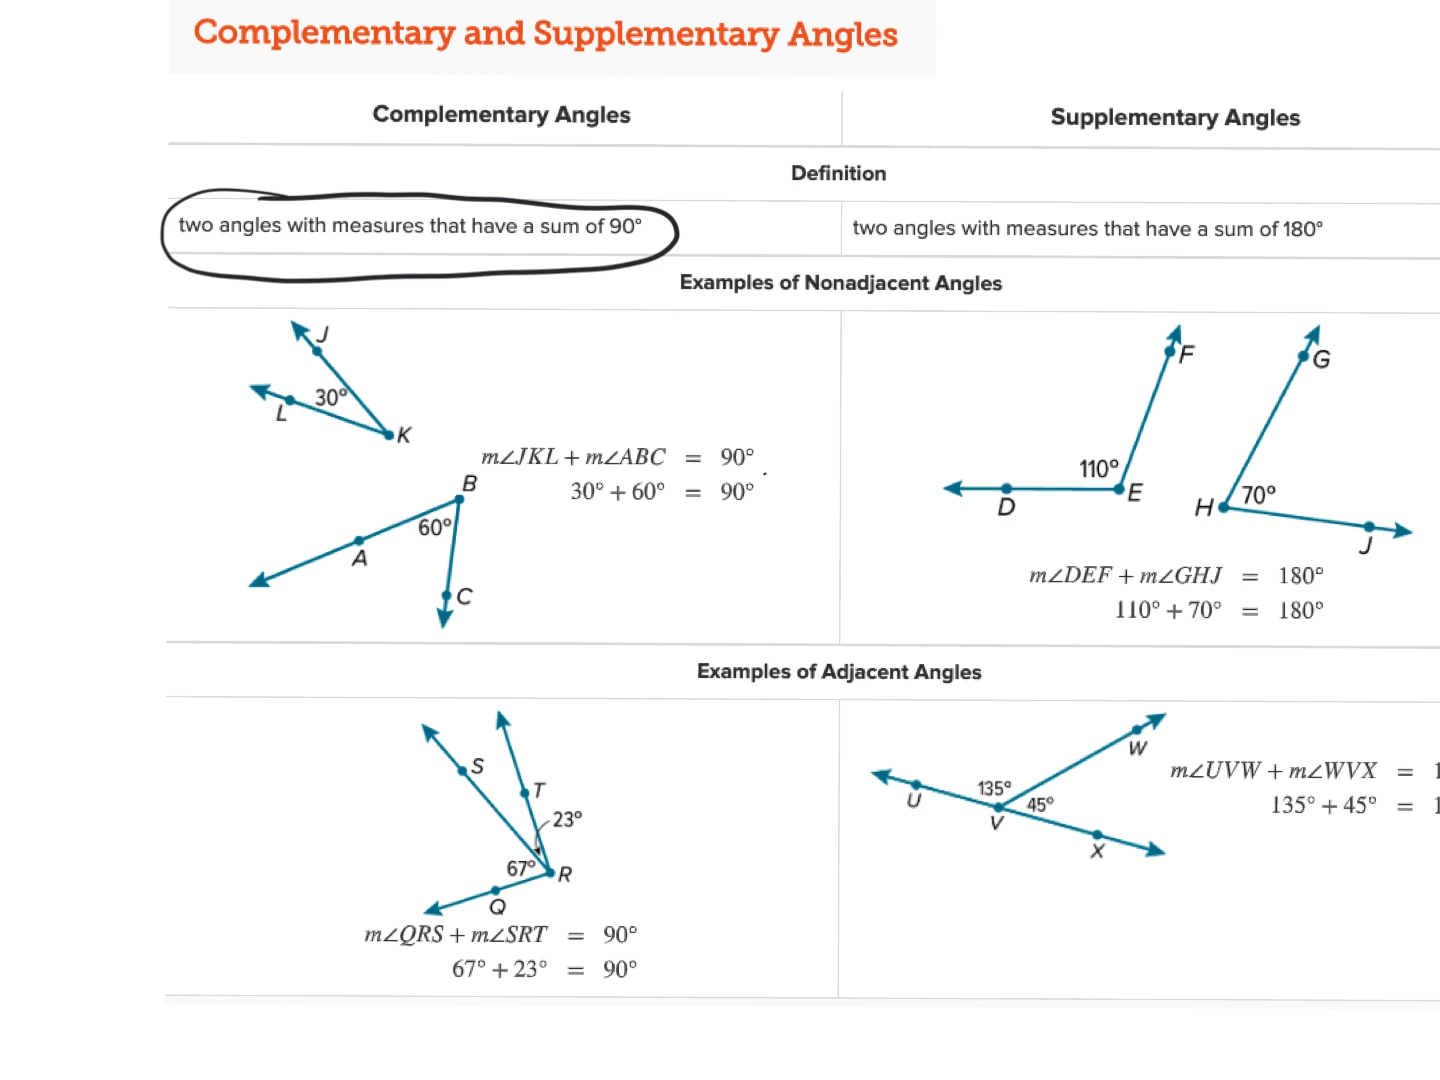 Complementary and Supplementary Angles
Complementary Angles
Supplementary Angles
Definition
two angles with measures that have a sum of 90°
two angles with measures that have a sum of 180°
Examples of Nonadjacent Angles
J
30°
L
K
B
60°
A
C
m∠JKL + m∠ABC = 90°
30° + 60° = 90°
.
F
G
110°
E
D
H
70°
J
m∠DEF + m∠GHJ = 180°
110° + 70° = 180°
Examples of Adjacent Angles
S
T
23°
67°
R
Q
m∠QRS + m∠SRT = 90°
67° + 23° = 90°
W
135°
45°
U
V
X
m∠UVW + m∠WVX = 1
135° + 45° = 1